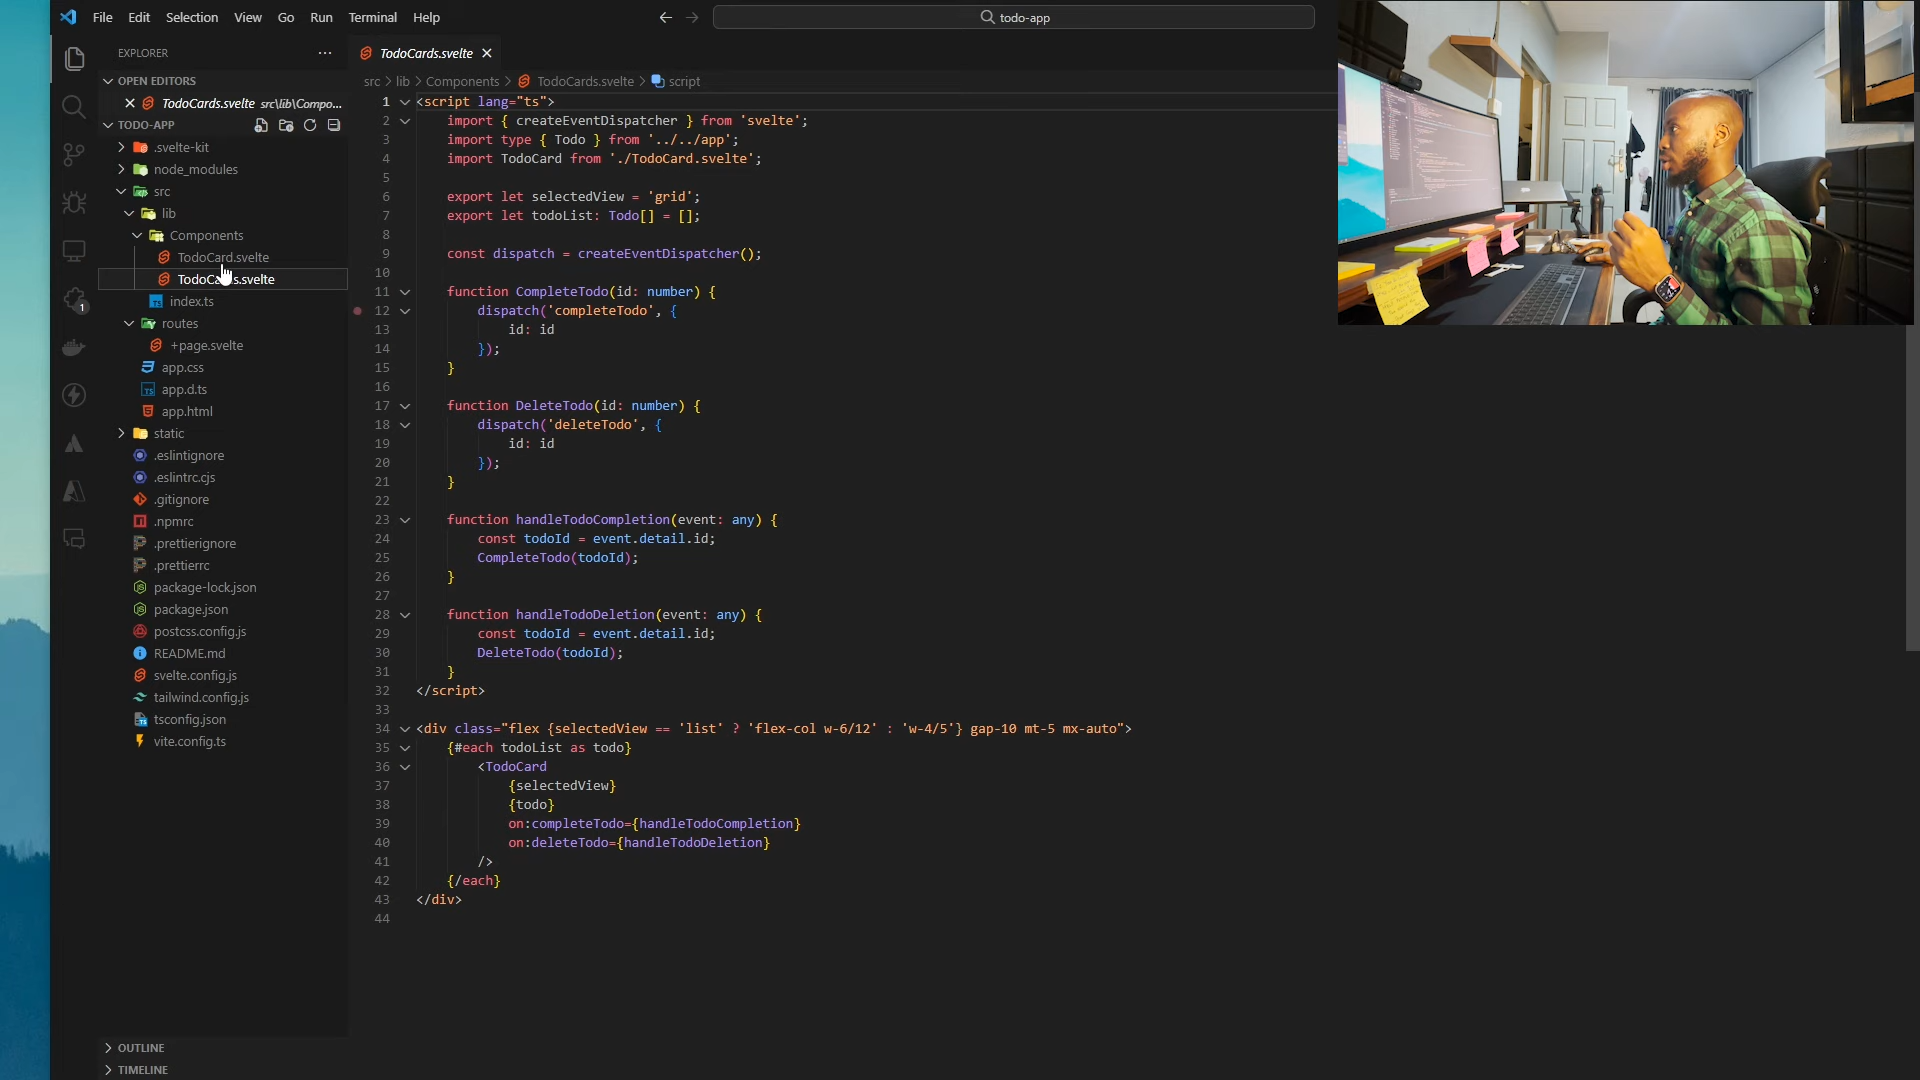 File Edit Selection View Go Run Terminal Help
todo-app
EXPLORER
OPEN EDITORS
TodoCards.svelte src\lib\Compo...
TODO-APP
.svelte-kit
node_modules
src
lib
Components
TodoCard.svelte
TodoCards.svelte
index.ts
routes
+page.svelte
app.css
app.d.ts
app.html
static
.eslintignore
.eslintrc.cjs
.gitignore
.npmrc
.prettierignore
.prettierrc
package-lock.json
package.json
postcss.config.js
README.md
svelte.config.js
tailwind.config.js
tsconfig.json
vite.config.ts
OUTLINE
TIMELINE
1
TodoCards.svelte
src > lib > Components > TodoCards.svelte > script
1 <script lang="ts">
2 import { createEventDispatcher } from 'svelte';
3 import type { Todo } from '../../app';
4 import TodoCard from './TodoCard.svelte';
5
6 export let selectedView = 'grid';
7 export let todoList: Todo[] = [];
8
9 const dispatch = createEventDispatcher();
10
11 function CompleteTodo(id: number) {
12 dispatch('completeTodo', {
13 id: id
14 });
15 }
16
17 function DeleteTodo(id: number) {
18 dispatch('deleteTodo', {
19 id: id
20 });
21 }
22
23 function handleTodoCompletion(event: any) {
24 const todoId = event.detail.id;
25 CompleteTodo(todoId);
26 }
27
28 function handleTodoDeletion(event: any) {
29 const todoId = event.detail.id;
30 DeleteTodo(todoId);
31 }
32 </script>
33
34 <div class="flex {selectedView == 'list' ? 'flex-col w-6/12' : 'w-4/5'} gap-10 mt-5 mx-auto">
35 {#each todoList as todo}
36 <TodoCard
37 {selectedView}
38 {todo}
39 on:completeTodo={handleTodoCompletion}
40 on:deleteTodo={handleTodoDeletion}
41 />
42 {/each}
43 </div>
44